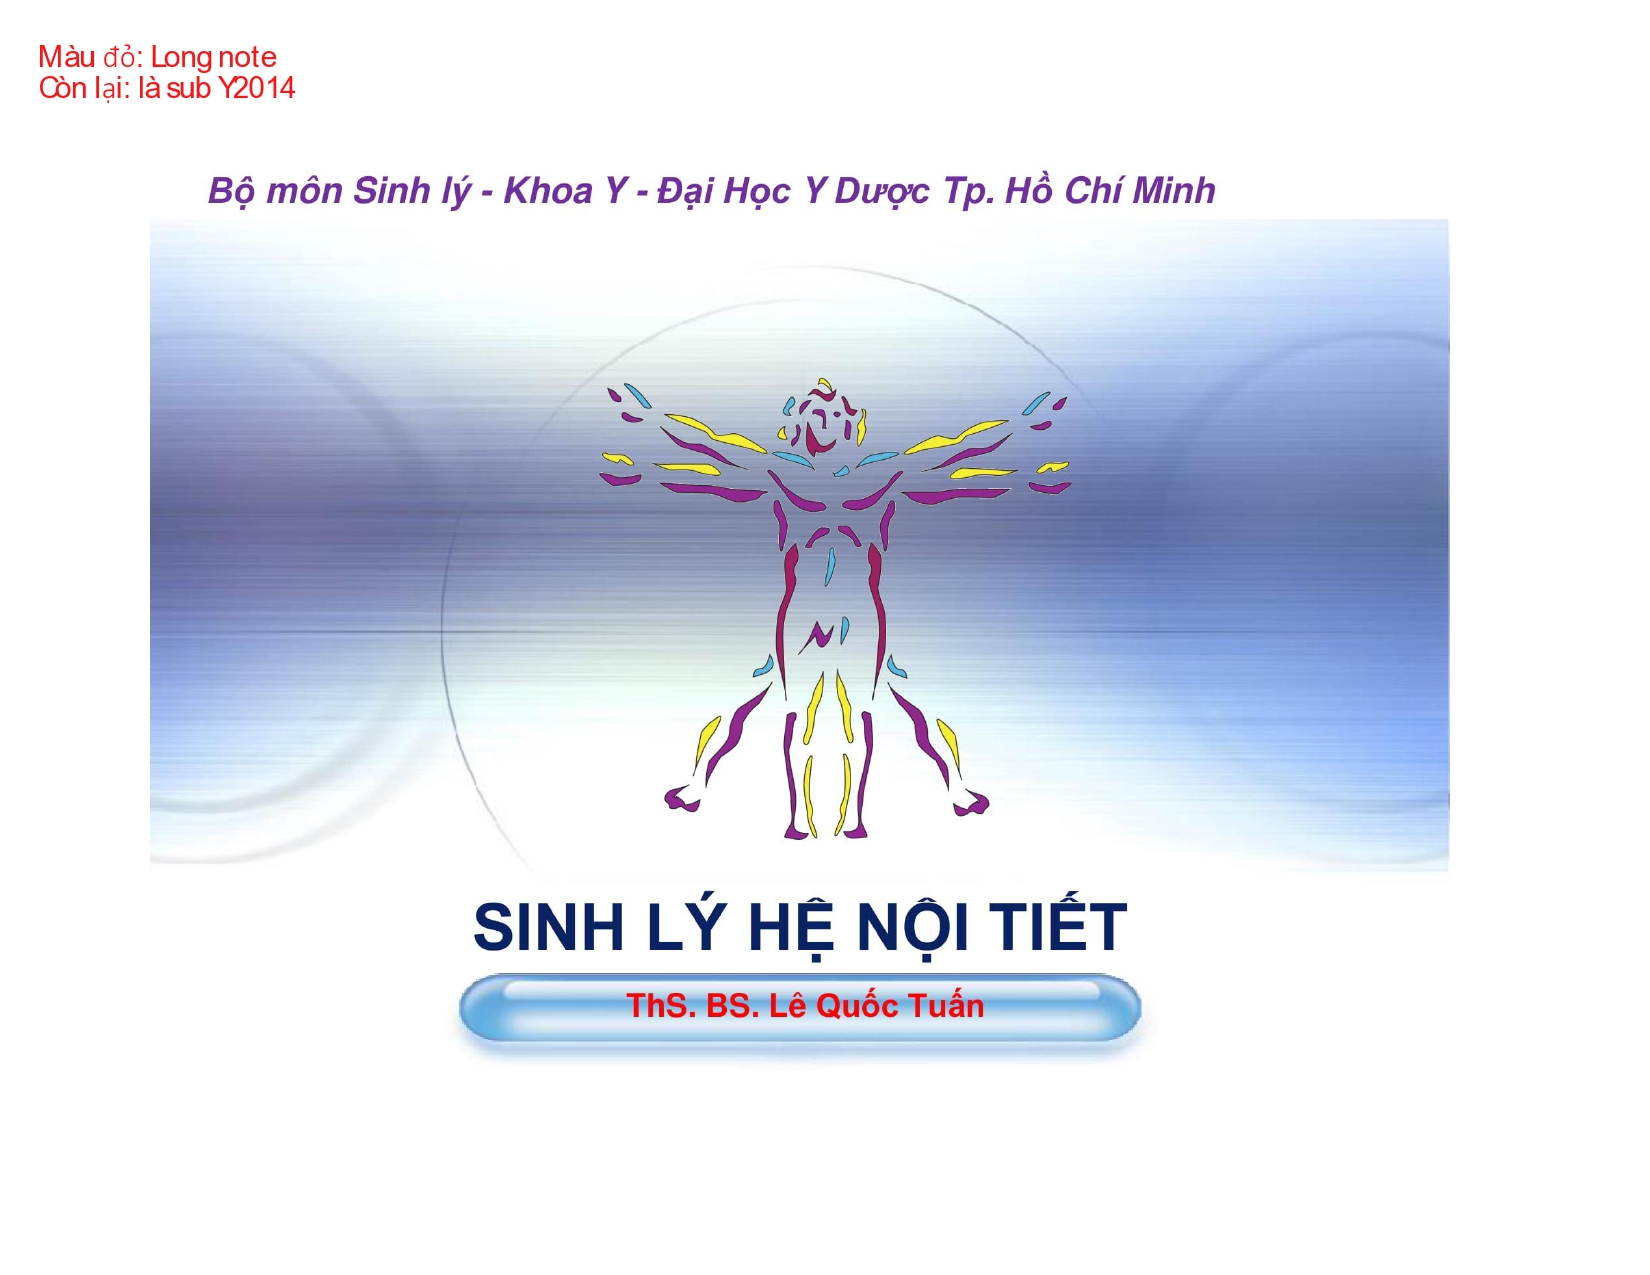 Màu đỏ: Long note
Còn lại: là sub Y2014
Bộ môn Sinh lý - Khoa Y - Đại Học Y Dược Tp. Hồ Chí Minh
SINH LÝ HỆ NỘI TIẾT
ThS. BS. Lê Quốc Tuấn